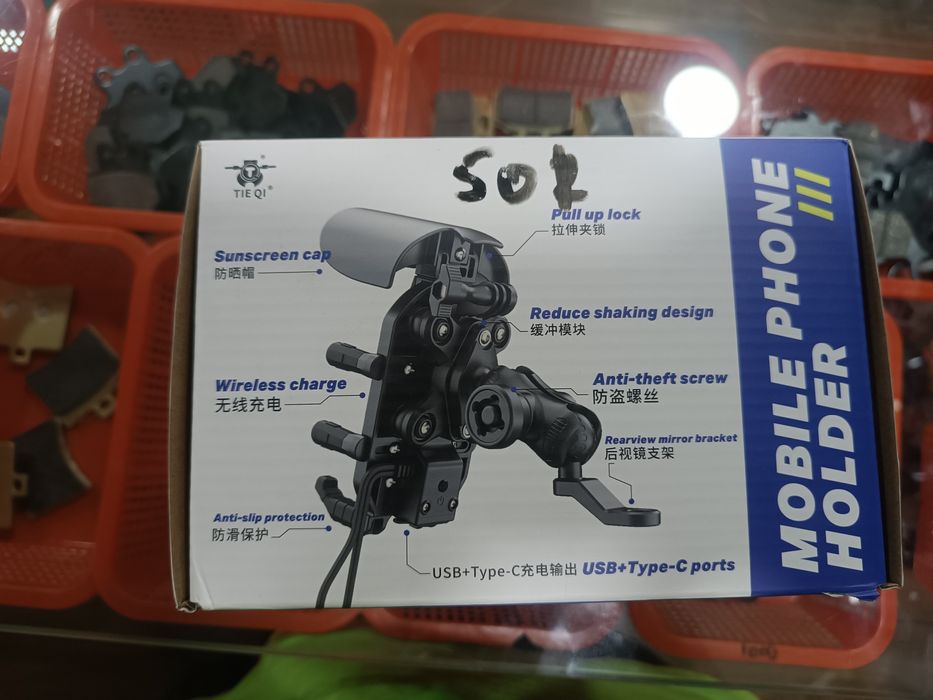 TIE QI®
502
Pull up lock
拉伸夹锁
Sunscreen cap
防晒帽
Reduce shaking design
缓冲模块
Wireless charge
无线充电
Anti-theft screw
防盗螺丝
Rearview mirror bracket
后视镜支架
Anti-slip protection
防滑保护
USB+Type-C充电输出 USB+Type-C ports
MOBILE PHONE
HOLDER